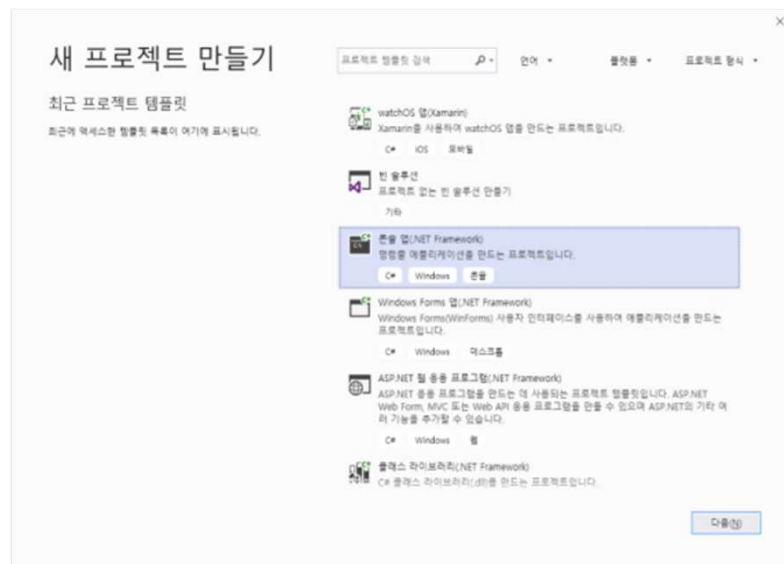 새 프로젝트 만들기
최근 프로젝트 템플릿
최근에 액세스한 템플릿 목록이 여기에 표시됩니다.
프로젝트 템플릿 검색
언어
플랫폼
프로젝트 형식
watchOS 앱(Xamarin)
Xamarin을 사용하여 watchOS 앱을 만드는 프로젝트입니다.
C# iOS 모바일
빈 솔루션
프로젝트 없는 빈 솔루션 만들기
기타
콘솔 앱(.NET Framework)
명령줄 애플리케이션을 만드는 프로젝트입니다.
C# Windows 콘솔
Windows Forms 앱(.NET Framework)
Windows Forms(WinForms) 사용자 인터페이스를 사용하여 애플리케이션을 만드는
프로젝트입니다.
C# Windows 데스크톱
ASP.NET 웹 응용 프로그램(.NET Framework)
ASP.NET 응용 프로그램을 만드는 데 사용되는 프로젝트 템플릿입니다. ASP.NET
Web Form, MVC 또는 Web API 응용 프로그램을 만들 수 있으며 ASP.NET의 기타 여
러 기능을 추가할 수 있습니다.
C# Windows 웹
클래스 라이브러리(.NET Framework)
C# 클래스 라이브러리(.dll)를 만드는 프로젝트입니다.
다음(N)